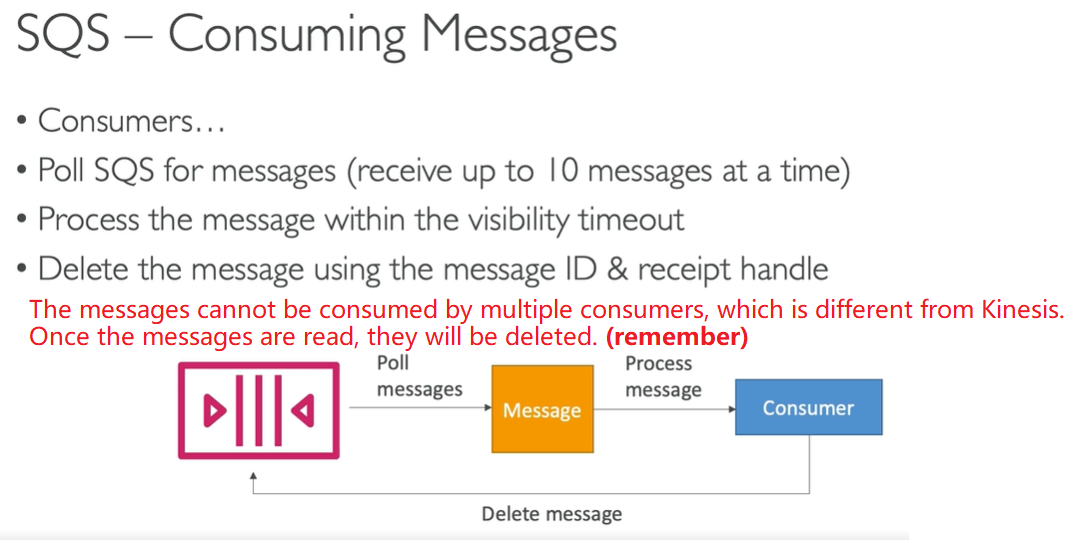 SQS – Consuming Messages
• Consumers…
• Poll SQS for messages (receive up to 10 messages at a time)
• Process the message within the visibility timeout
• Delete the message using the message ID & receipt handle
The messages cannot be consumed by multiple consumers, which is different from Kinesis.
Once the messages are read, they will be deleted. (remember)
Poll
messages
Message
Process
message
Consumer
Delete message